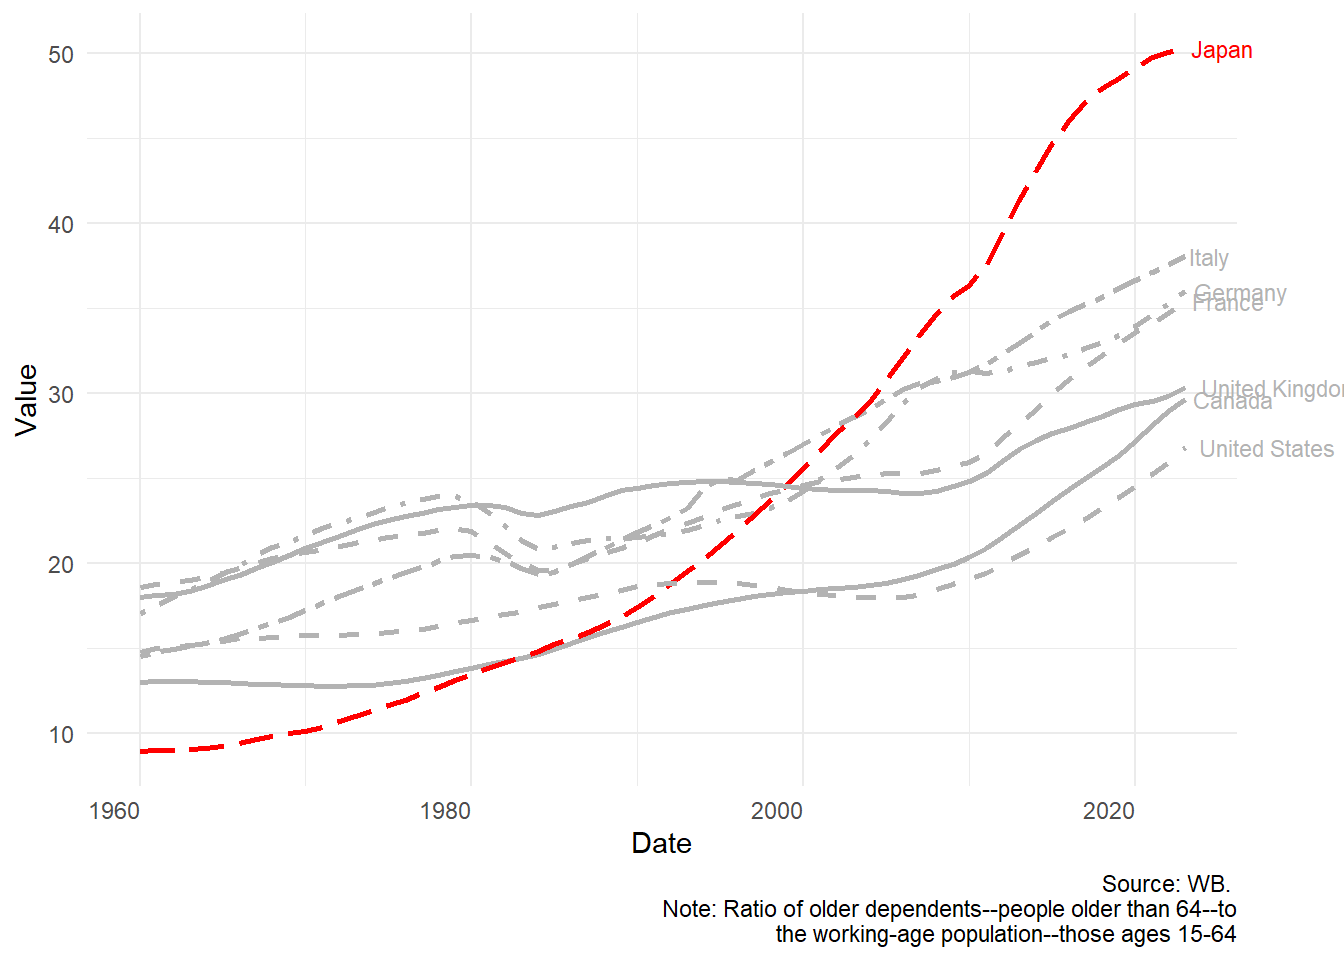 50
40
30
20
10
Value
Japan
Italy
Germany
France
United Kingdo
Canada
United States
1960 1980 2000 2020
Date
Source: WB.
Note: Ratio of older dependents--people older than 64--to
the working-age population--those ages 15-64